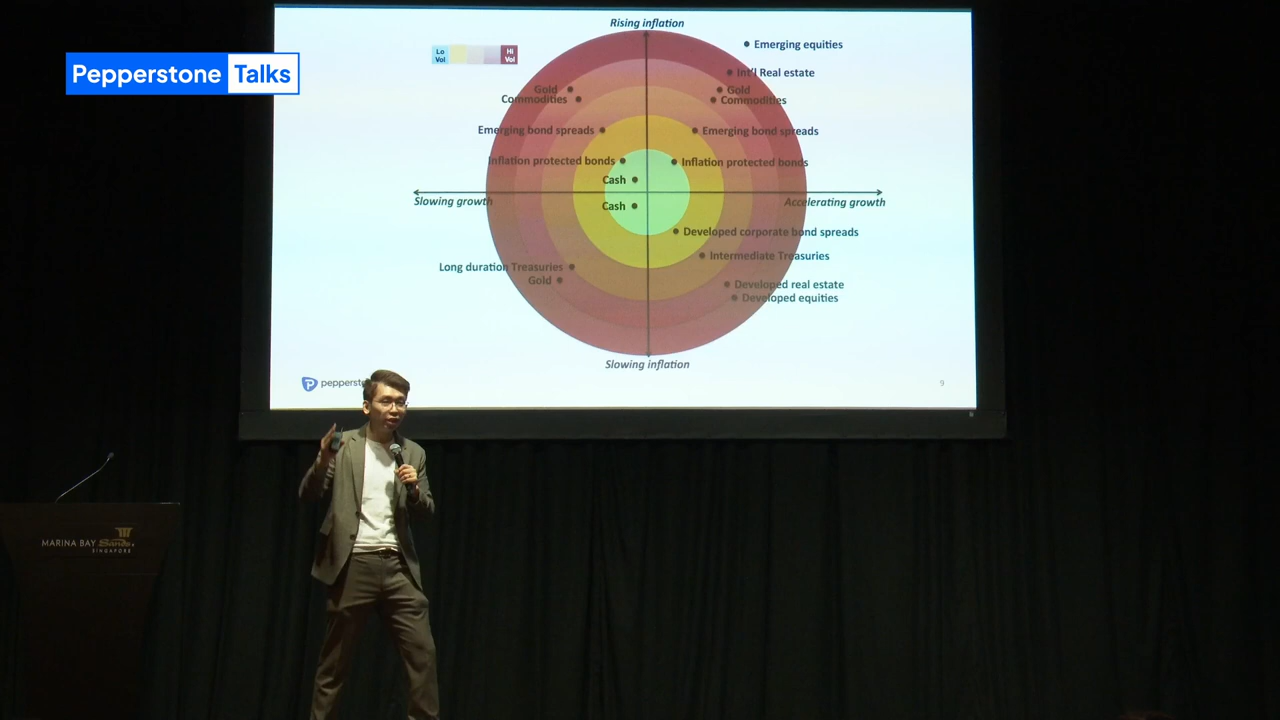 Pepperstone Talks
Rising inflation
Lo Vol
Hi Vol
Emerging equities
Int'l Real estate
Gold
Gold
Commodities
Commodities
Emerging bond spreads
Emerging bond spreads
Inflation protected bonds
Inflation protected bonds
Cash
Slowing growth
Accelerating growth
Cash
Developed corporate bond spreads
Intermediate Treasuries
Long duration Treasuries
Gold
Developed real estate
Developed equities
Slowing inflation
pepperst
9
MARINA BAY Sands.
SINGAPORE